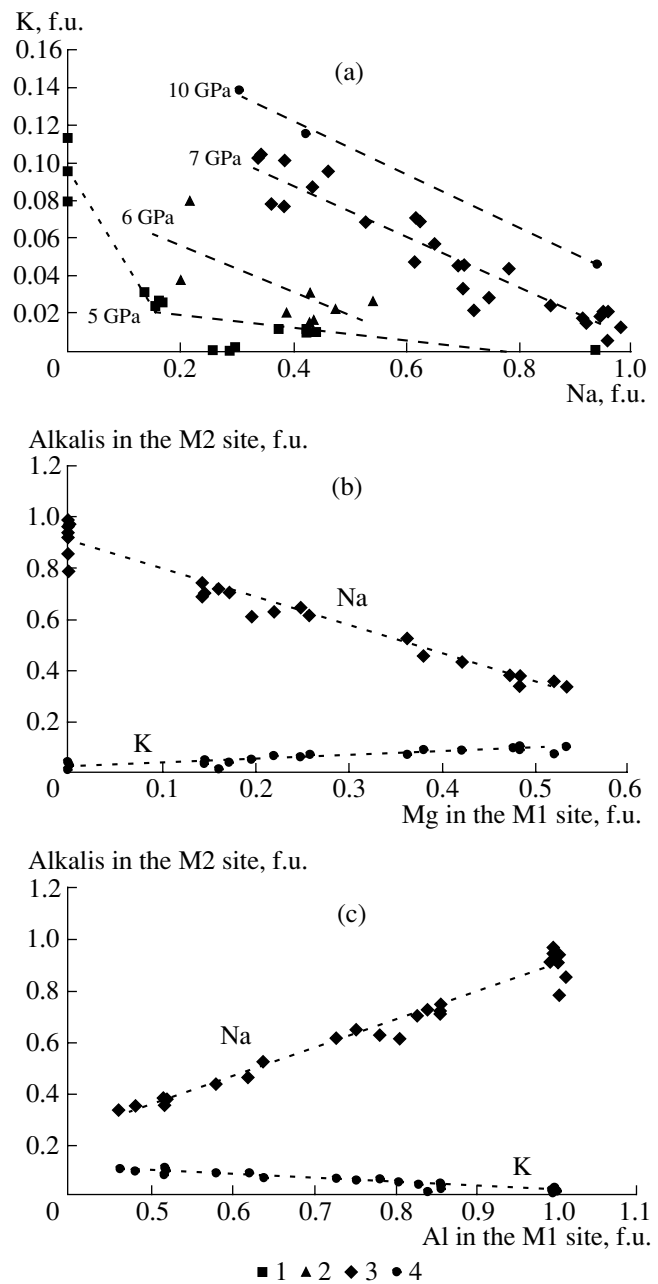 K, f.u.
0.16
(a)
0.14
10 GPa
0.12
7 GPa
0.10
0.08
6 GPa
0.06
0.04
0.02
5 GPa
0 0.2 0.4 0.6 0.8 1.0
Na, f.u.
Alkalis in the M2 site, f.u.
1.2
(b)
1.0
0.8
Na
0.6
0.4
0.2
K
0 0.1 0.2 0.3 0.4 0.5 0.6
Mg in the M1 site, f.u.
Alkalis in the M2 site, f.u.
1.2
(c)
1.0
0.8
Na
0.6
0.4
0.2
K
0 0.5 0.6 0.7 0.8 0.9 1.0 1.1
Al in the M1 site, f.u.
1 2 3 4